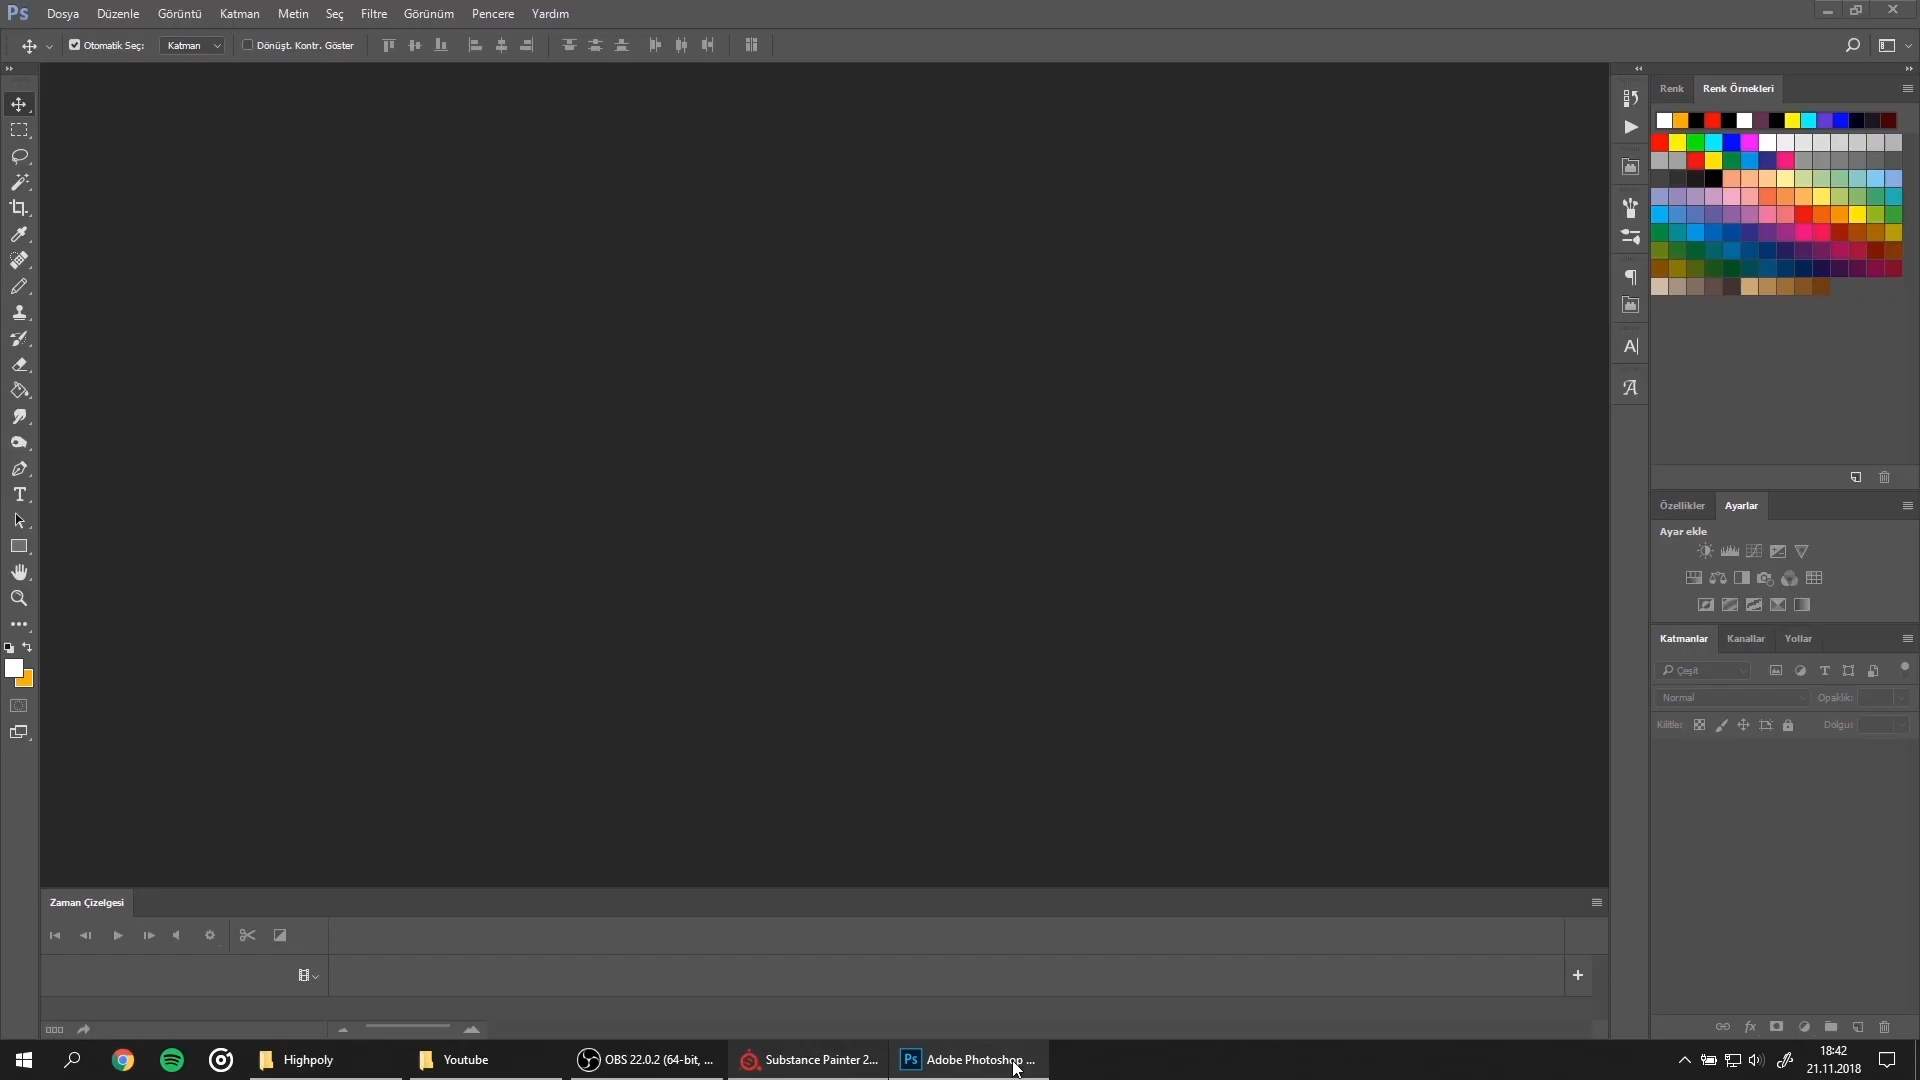 Ps Dosya Düzenle Görüntü Katman Metin Seç Filtre Görünüm Pencere Yardım
Otomatik Seç: Katman Dönüşt. Kontr. Göster
Renk Renk Örnekleri
Özellikler Ayarlar
Ayar ekle
Katmanlar Kanallar Yollar
Çeşit
Normal Opaklık:
Kilitle: Dolgu:
Zaman Çizelgesi
Highpoly Youtube OBS 22.0.2 (64-bit, ... Substance Painter 2... Ps Adobe Photoshop ...
18:42
21.11.2018